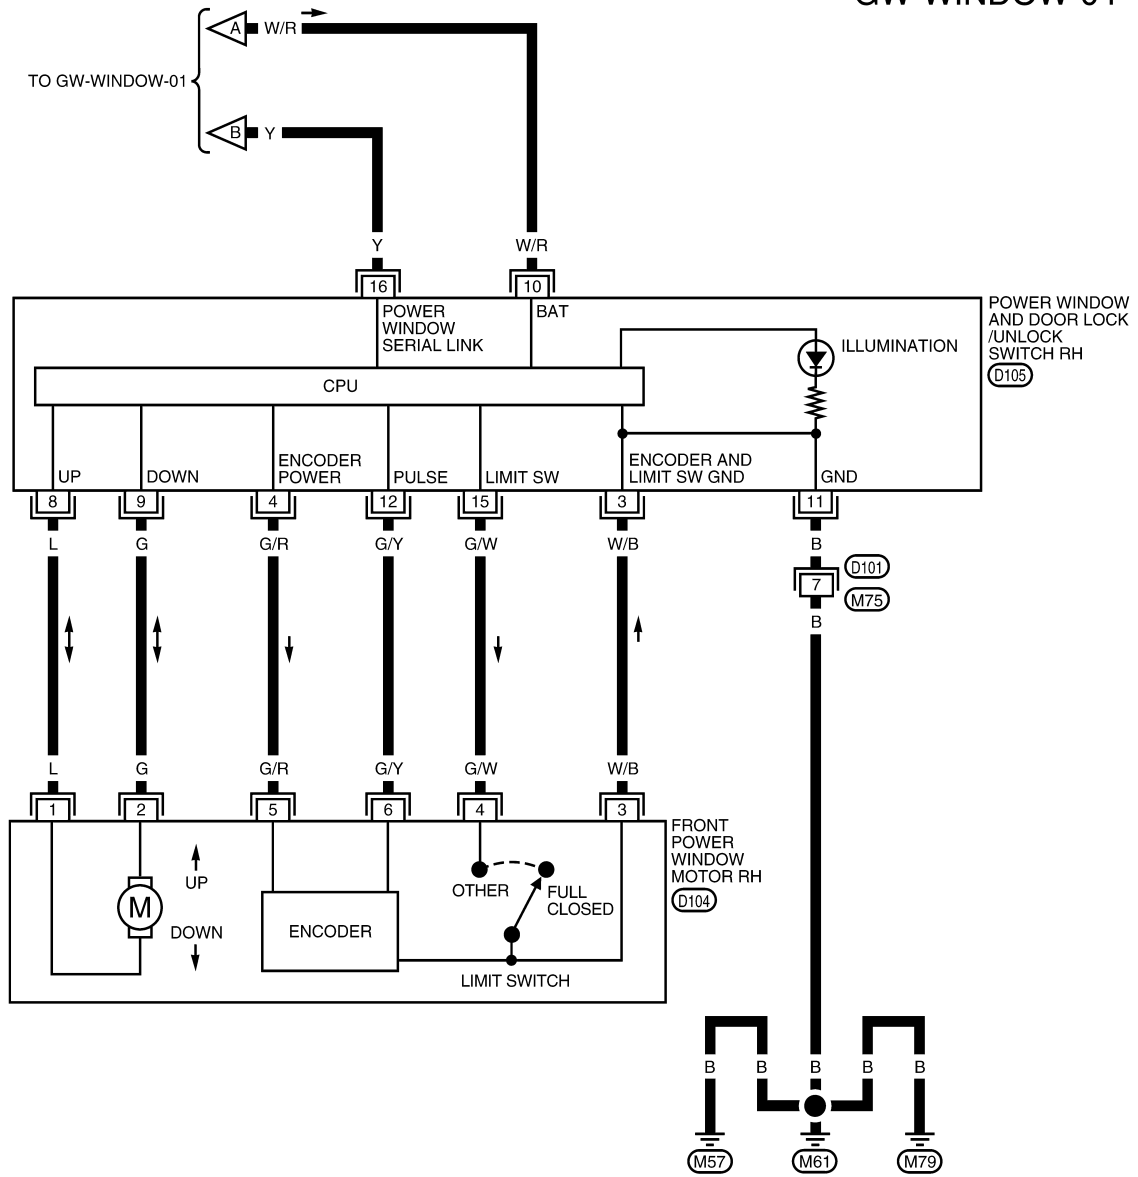 A W/R
TO GW-WINDOW-01
B Y
Y W/R
16 10
POWER WINDOW SERIAL LINK
BAT
POWER WINDOW
AND DOOR LOCK
/UNLOCK
SWITCH RH
D105
ILLUMINATION
CPU
UP DOWN
ENCODER
POWER
PULSE LIMIT SW
ENCODER AND
LIMIT SW GND
GND
8 9 4 12 15 3 11
L G G/R G/Y G/W W/B B
D101
7
M75
B
L G G/R G/Y G/W W/B
1 2 5 6 4 3
FRONT
POWER
WINDOW
MOTOR RH
D104
UP
M
DOWN
ENCODER
OTHER
FULL
CLOSED
LIMIT SWITCH
B B B B B
M57 M61 M79